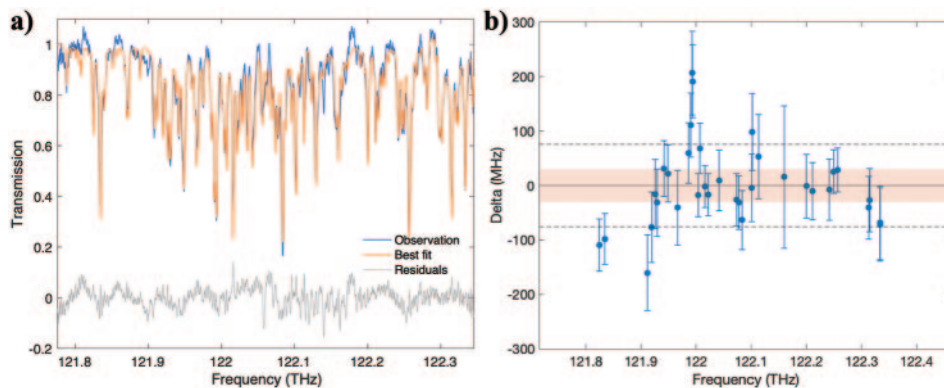 a)
1
0.8
0.6
0.4
0.2
0
-0.2
Transmission
Observation
Best fit
Residuals
121.8 121.9 122 122.1 122.2 122.3
Frequency (THz)
b)
300
200
100
0
-100
-200
-300
Delta (MHz)
121.8 121.9 122 122.1 122.2 122.3 122.4
Frequency (THz)